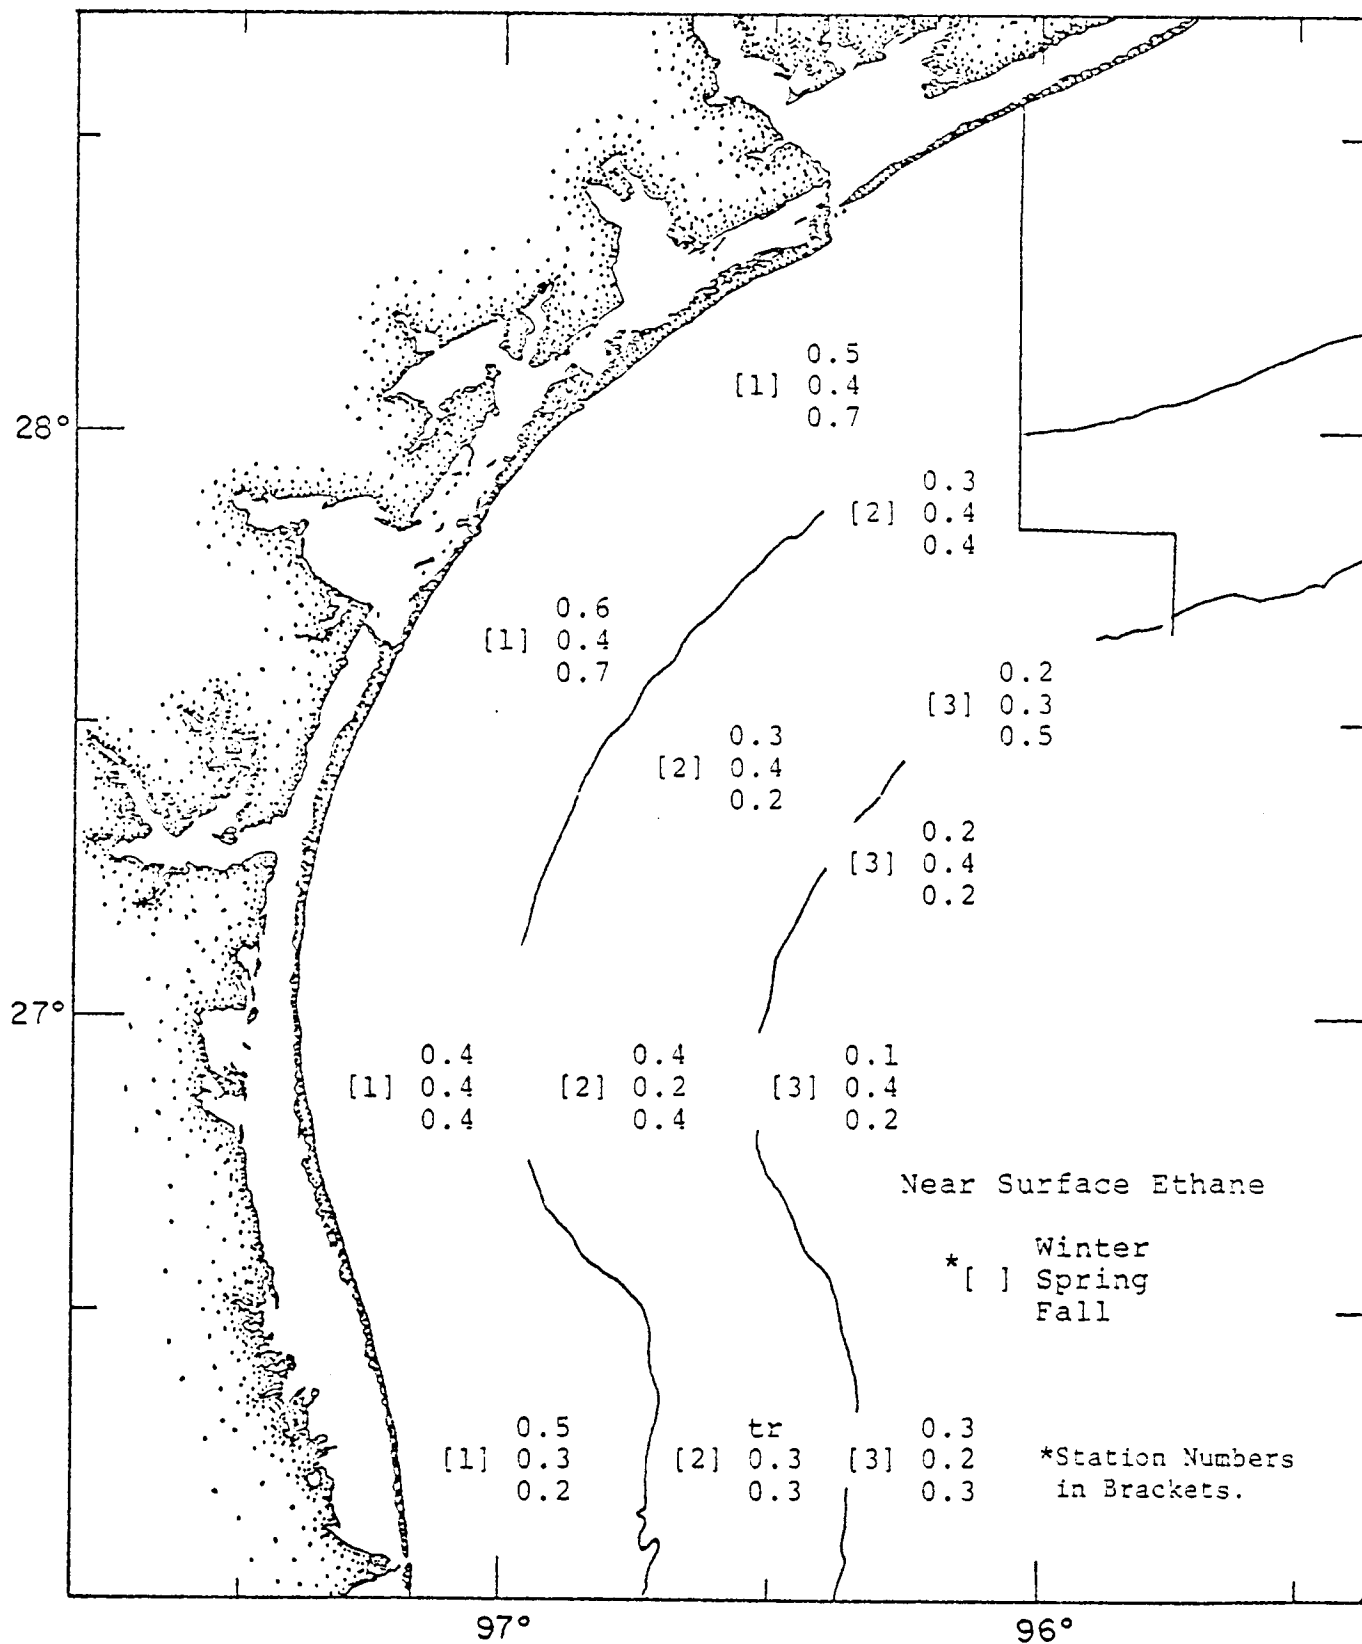 0.5
[1] 0.4
0.7
28°
0.3
[2] 0.4
0.4
0.6
[1] 0.4
0.7
0.2
[3] 0.3
0.5
0.3
[2] 0.4
0.2
0.2
[3] 0.4
0.2
27°
0.4 0.4 0.1
[1] 0.4 [2] 0.2 [3] 0.4
0.4 0.4 0.2
Near Surface Ethane
Winter
*[ ] Spring
Fall
0.5 tr 0.3
[1] 0.3 [2] 0.3 [3] 0.2 *Station Numbers
0.2 0.3 0.3 in Brackets.
97° 96°